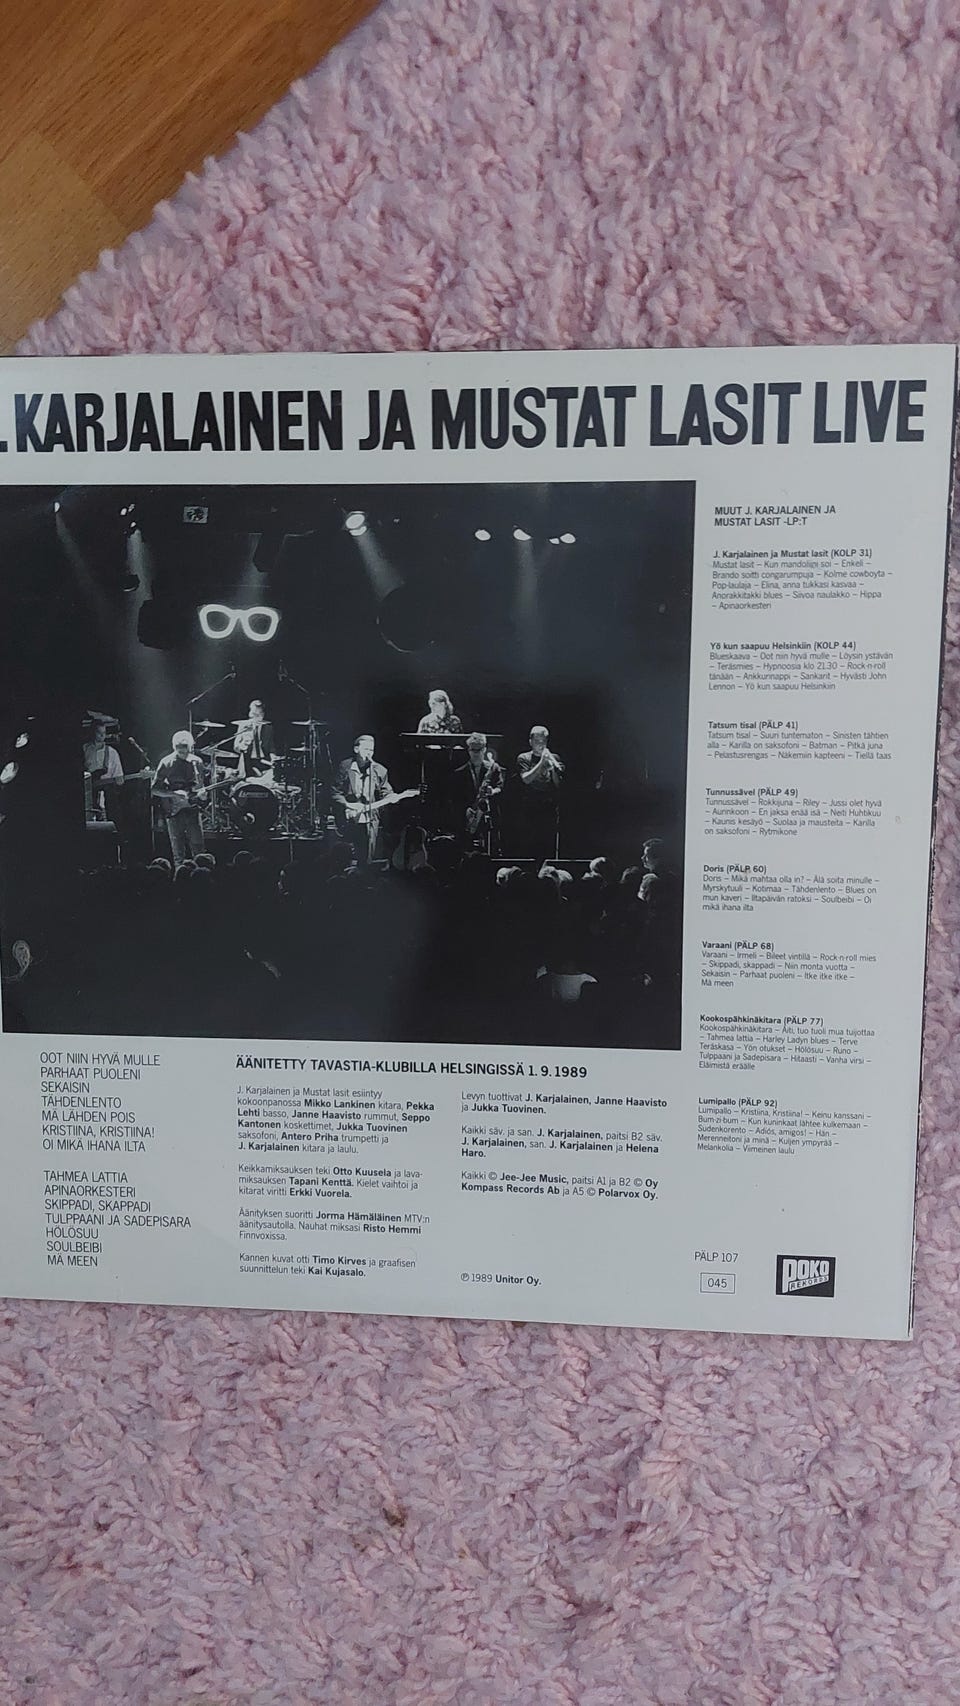 . KARJALAINEN JA MUSTAT LASIT LIVE
OOT NIIN HYVÄ MULLE
PARHAAT PUOLENI
SEKAISIN
TÄHDENLENTO
MÄ LÄHDEN POIS
KRISTIINA, KRISTIINA!
OI MIKÄ IHANA ILTA
TAHMEA LATTIA
APINAORKESTERI
SKIPPADI, SKAPPADI
TULPPAANI JA SADEPISARA
HÖLÖSUU
SOULBEIBI
MÄ MEEN
ÄÄNITETTY TAVASTIA-KLUBILLA HELSINGISSÄ 1. 9. 1989
J. Karjalainen ja Mustat lasit esiintyy
kokoonpanossa Mikko Lankinen kitara, Pekka
Lehti basso, Janne Haavisto rummut, Seppo
Kantonen koskettimet, Jukka Tuovinen
saksofoni, Antero Priha trumpetti ja
J. Karjalainen kitara ja laulu.
Keikkamiksauksen teki Otto Kuusela ja lava-
miksauksen Tapani Kenttä. Kielet vaihtoi ja
kitarat viritti Erkki Vuorela.
Äänityksen suoritti Jorma Hämäläinen MTV:n
äänitysautolla. Nauhat miksasi Risto Hemmi
Finnvoxissa.
Kannen kuvat otti Timo Kirves ja graafisen
suunnittelun teki Kai Kujasalo.
Levyn tuottivat J. Karjalainen, Janne Haavisto
ja Jukka Tuovinen.
Kaikki säv. ja san. J. Karjalainen, paitsi B2 säv.
J. Karjalainen, san. J. Karjalainen ja Helena
Haro.
Kaikki © Jee-Jee Music, paitsi A1 ja B2 © Oy
Kompass Records Ab ja A5 © Polarvox Oy.
℗ 1989 Unitor Oy.
MUUT J. KARJALAINEN JA
MUSTAT LASIT -LP:T
J. Karjalainen ja Mustat lasit (KOLP 31)
Mustat lasit – Kun mandoliini soi – Enkeli –
Brando soitti congarumpuja – Kolme cowboyta –
Pop-laulaja – Elina, anna tukkasi kasvaa –
Anorakkitakki blues – Siivoa naulakko – Hippa
– Apinaorkesteri
Yö kun saapuu Helsinkiin (KOLP 44)
Blueskaava – Oot niin hyvä mulle – Löysin ystävän
– Teräsmies – Hypnoosia klo 21.30 – Rock-n-roll
tänään – Ankkurinappi – Sankarit – Hyvästi John
Lennon – Yö kun saapuu Helsinkiin
Tatsum tisal (PÄLP 41)
Tatsum tisal – Suuri tuntematon – Sinisten tähtien
alla – Karilla on saksofoni – Batman – Pitkä juna
– Pelastusrengas – Näkemiin kapteeni – Tiellä taas
Tunnussävel (PÄLP 49)
Tunnussävel – Rokkijuna – Riley – Jussi olet hyvä
– Aurinkoon – En jaksa enää isä – Neiti Huhtikuu
– Kaunis kesäyö – Suolaa ja mausteita – Karilla
on saksofoni – Rytmikone
Doris (PÄLP 60)
Doris – Mikä mahtaa olla in? – Älä soita minulle –
Myrskytuuli – Kotimaa – Tähdenlento – Blues on
mun kaveri – Iltapäivän ratoksi – Soulbeibi – Oi
mikä ihana ilta
Varaani (PÄLP 68)
Varaani – Irmeli – Bileet vintillä – Rock-n-roll mies
– Skippadi, skappadi – Niin monta vuotta –
Sekaisin – Parhaat puoleni – Itke itke itke –
Mä meen
Kookospähkinäkitara (PÄLP 77)
Kookospähkinäkitara – Äiti, tuo tuoli mua tuijottaa
– Tahmea lattia – Harley Ladyn blues – Terve
Teräskasa – Yön otukset – Hölösuu – Runo –
Tulppaani ja Sadepisara – Hitaasti – Vanha virsi –
Eläimistä eräälle
Lumipallo (PÄLP 92)
Lumipallo – Kristiina, Kristiina! – Keinu kanssani –
Bum-zi-bum – Kun kuninkaat lähtee kulkemaan –
Sudenkorento – Adiós, amigos! – Hän –
Merenneitoni ja minä – Kuljen ympyrää –
Melankolia – Viimeinen laulu
PÄLP 107
045
POKO
REKORDS